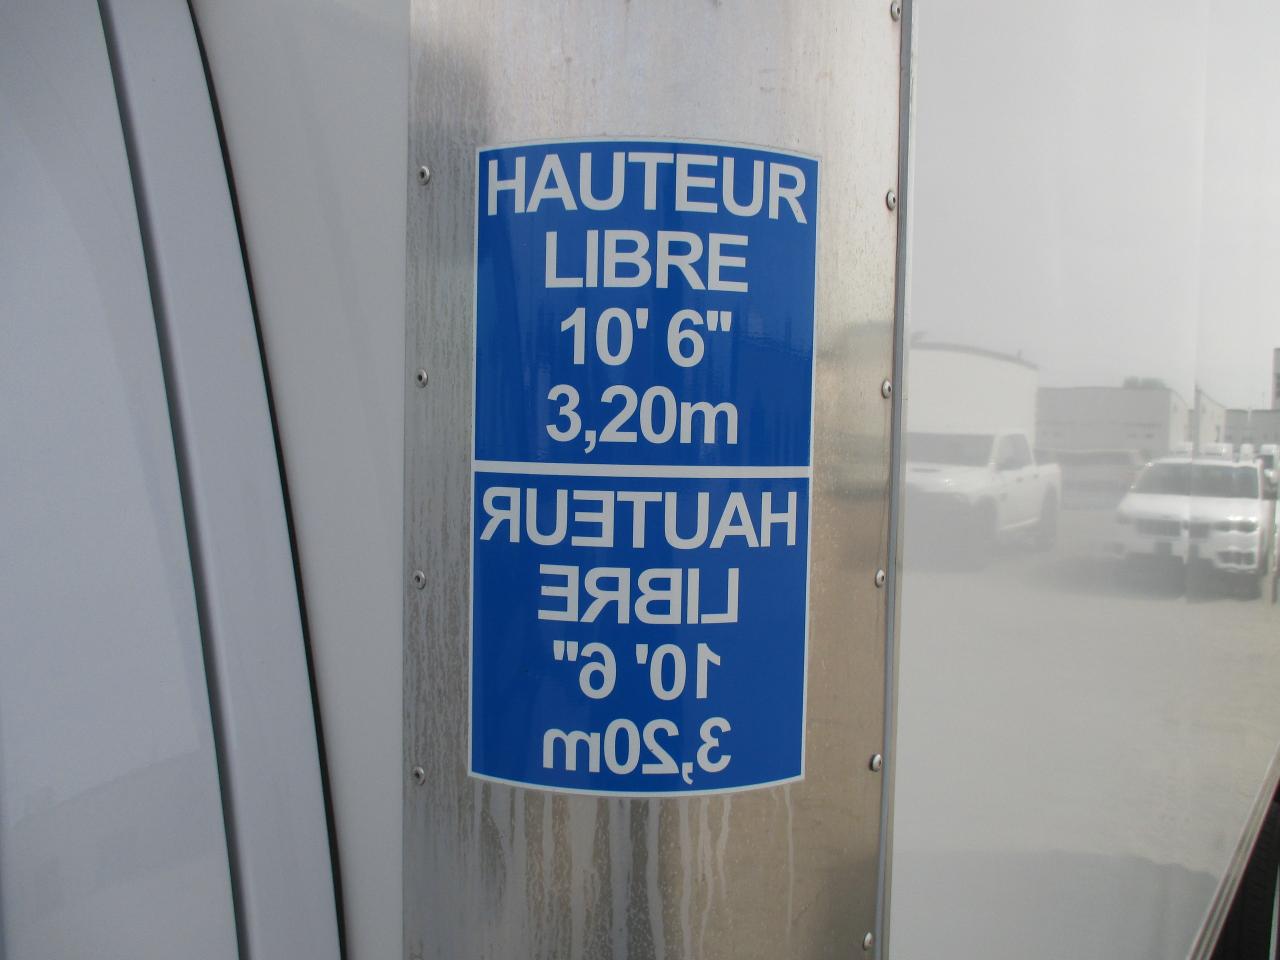 HAUTEUR
LIBRE
10' 6"
3,20m
HAUTEUR
LIBRE
10' 6"
3,20m